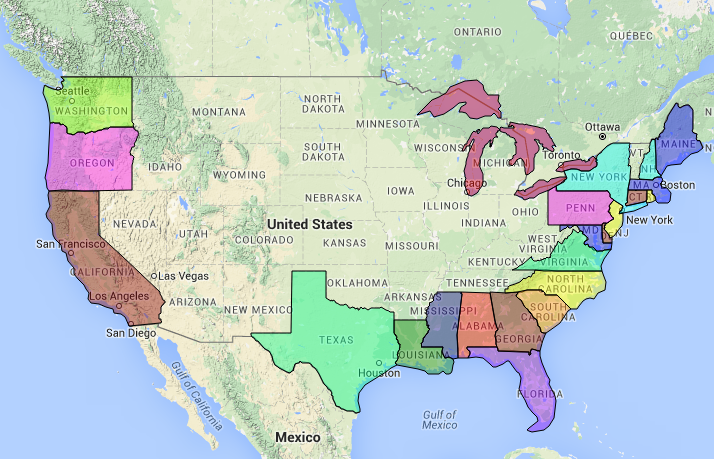 ONTARIO
QUÉBEC
Seattle
WASHINGTON
MONTANA
NORTH
DAKOTA
MINNESOTA
Ottawa
MAINE
OREGON
IDAHO
SOUTH
DAKOTA
WISCONSIN
MICHIGAN
Toronto
VT
NH
WYOMING
Chicago
NEW YORK
MA
Boston
CT
NEBRASKA
IOWA
ILLINOIS
INDIANA
OHIO
PENN
New York
NEVADA
UTAH
COLORADO
United States
KANSAS
MISSOURI
WEST
VIRGINIA
MD
DE
NJ
San Francisco
CALIFORNIA
Las Vegas
KENTUCKY
VIRGINIA
Los Angeles
ARIZONA
NEW MEXICO
OKLAHOMA
ARKANSAS
TENNESSEE
NORTH
CAROLINA
San Diego
MISSISSIPPI
ALABAMA
SOUTH
CAROLINA
GEORGIA
TEXAS
LOUISIANA
Houston
Gulf of California
FLORIDA
Gulf of
Mexico
Mexico